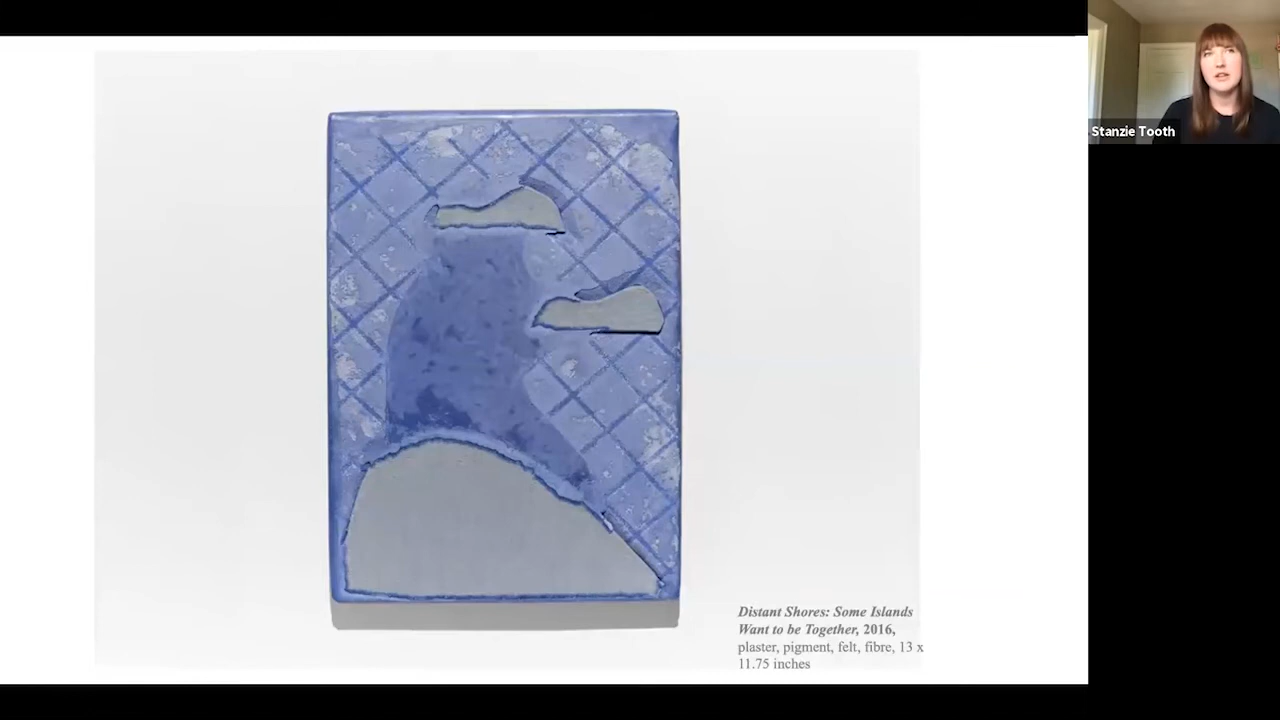 Stanzie Tooth
Distant Shores: Some Islands
Want to be Together, 2016,
plaster, pigment, felt, fibre, 13 x
11.75 inches